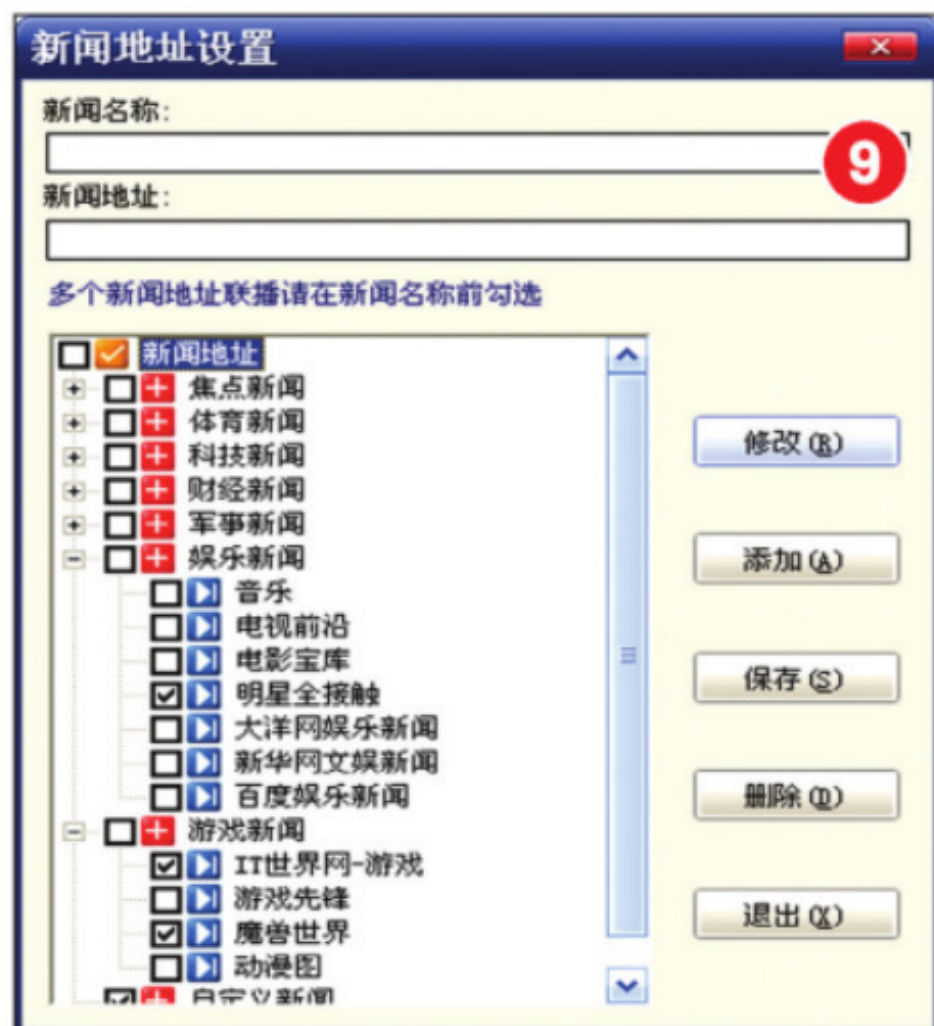 新闻地址设置
新闻名称:
9
新闻地址:
多个新闻地址联播请在新闻名称前勾选
新闻地址
焦点新闻
体育新闻
科技新闻
财经新闻
军事新闻
娱乐新闻
音乐
电视前沿
电影宝库
明星全接触
大洋网娱乐新闻
新华网文娱新闻
百度娱乐新闻
游戏新闻
IT世界网-游戏
游戏先锋
魔兽世界
动漫图
自定义新闻
修改(R)
添加(A)
保存(S)
删除(D)
退出(X)